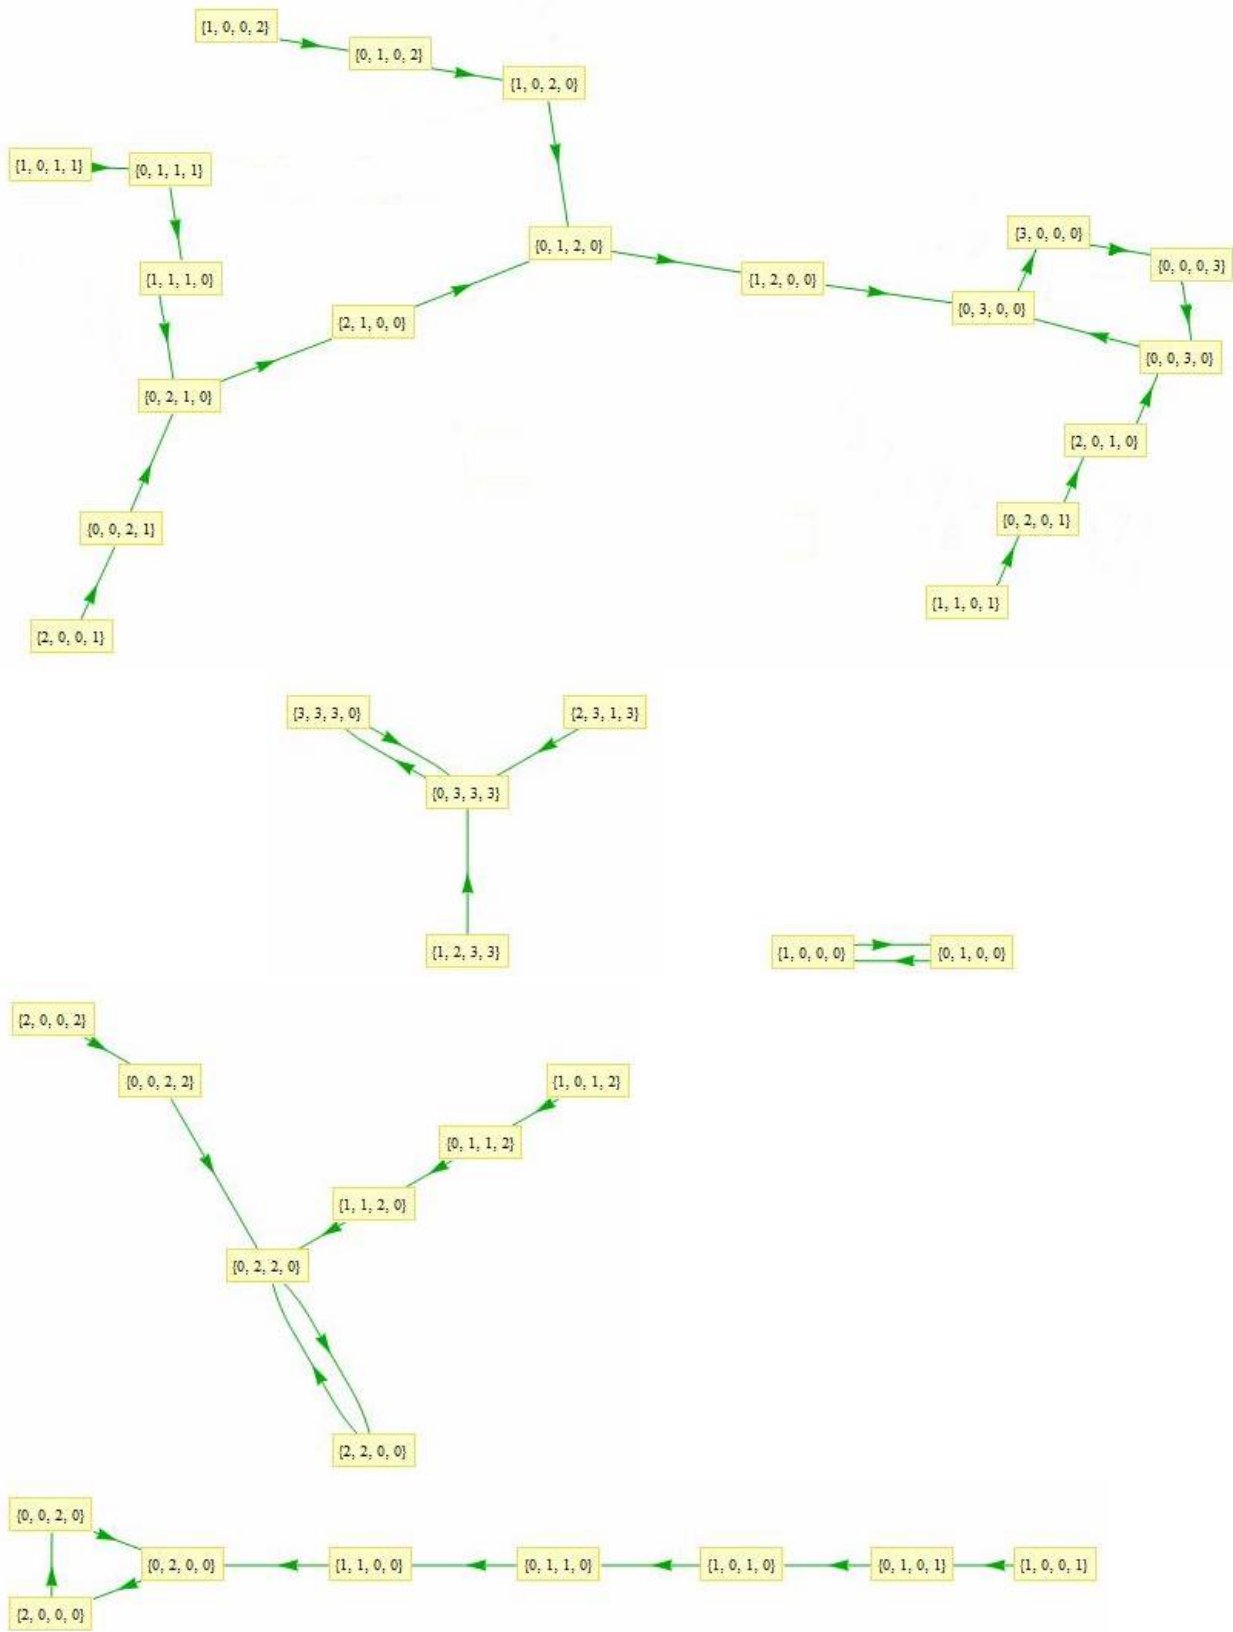 {1, 0, 0, 2}
{0, 1, 0, 2}
{1, 0, 2, 0}
{1, 0, 1, 1}
{0, 1, 1, 1}
{0, 1, 2, 0}
{3, 0, 0, 0}
{0, 0, 0, 3}
{1, 1, 1, 0}
{1, 2, 0, 0}
{0, 3, 0, 0}
{2, 1, 0, 0}
{0, 0, 3, 0}
{0, 2, 1, 0}
{2, 0, 1, 0}
{0, 0, 2, 1}
{0, 2, 0, 1}
{1, 1, 0, 1}
{2, 0, 0, 1}
{3, 3, 3, 0}
{2, 3, 1, 3}
{0, 3, 3, 3}
{1, 2, 3, 3}
{1, 0, 0, 0}
{0, 1, 0, 0}
{2, 0, 0, 2}
{0, 0, 2, 2}
{1, 0, 1, 2}
{0, 1, 1, 2}
{1, 1, 2, 0}
{0, 2, 2, 0}
{2, 2, 0, 0}
{0, 0, 2, 0}
{0, 2, 0, 0}
{1, 1, 0, 0}
{0, 1, 1, 0}
{1, 0, 1, 0}
{0, 1, 0, 1}
{1, 0, 0, 1}
{2, 0, 0, 0}